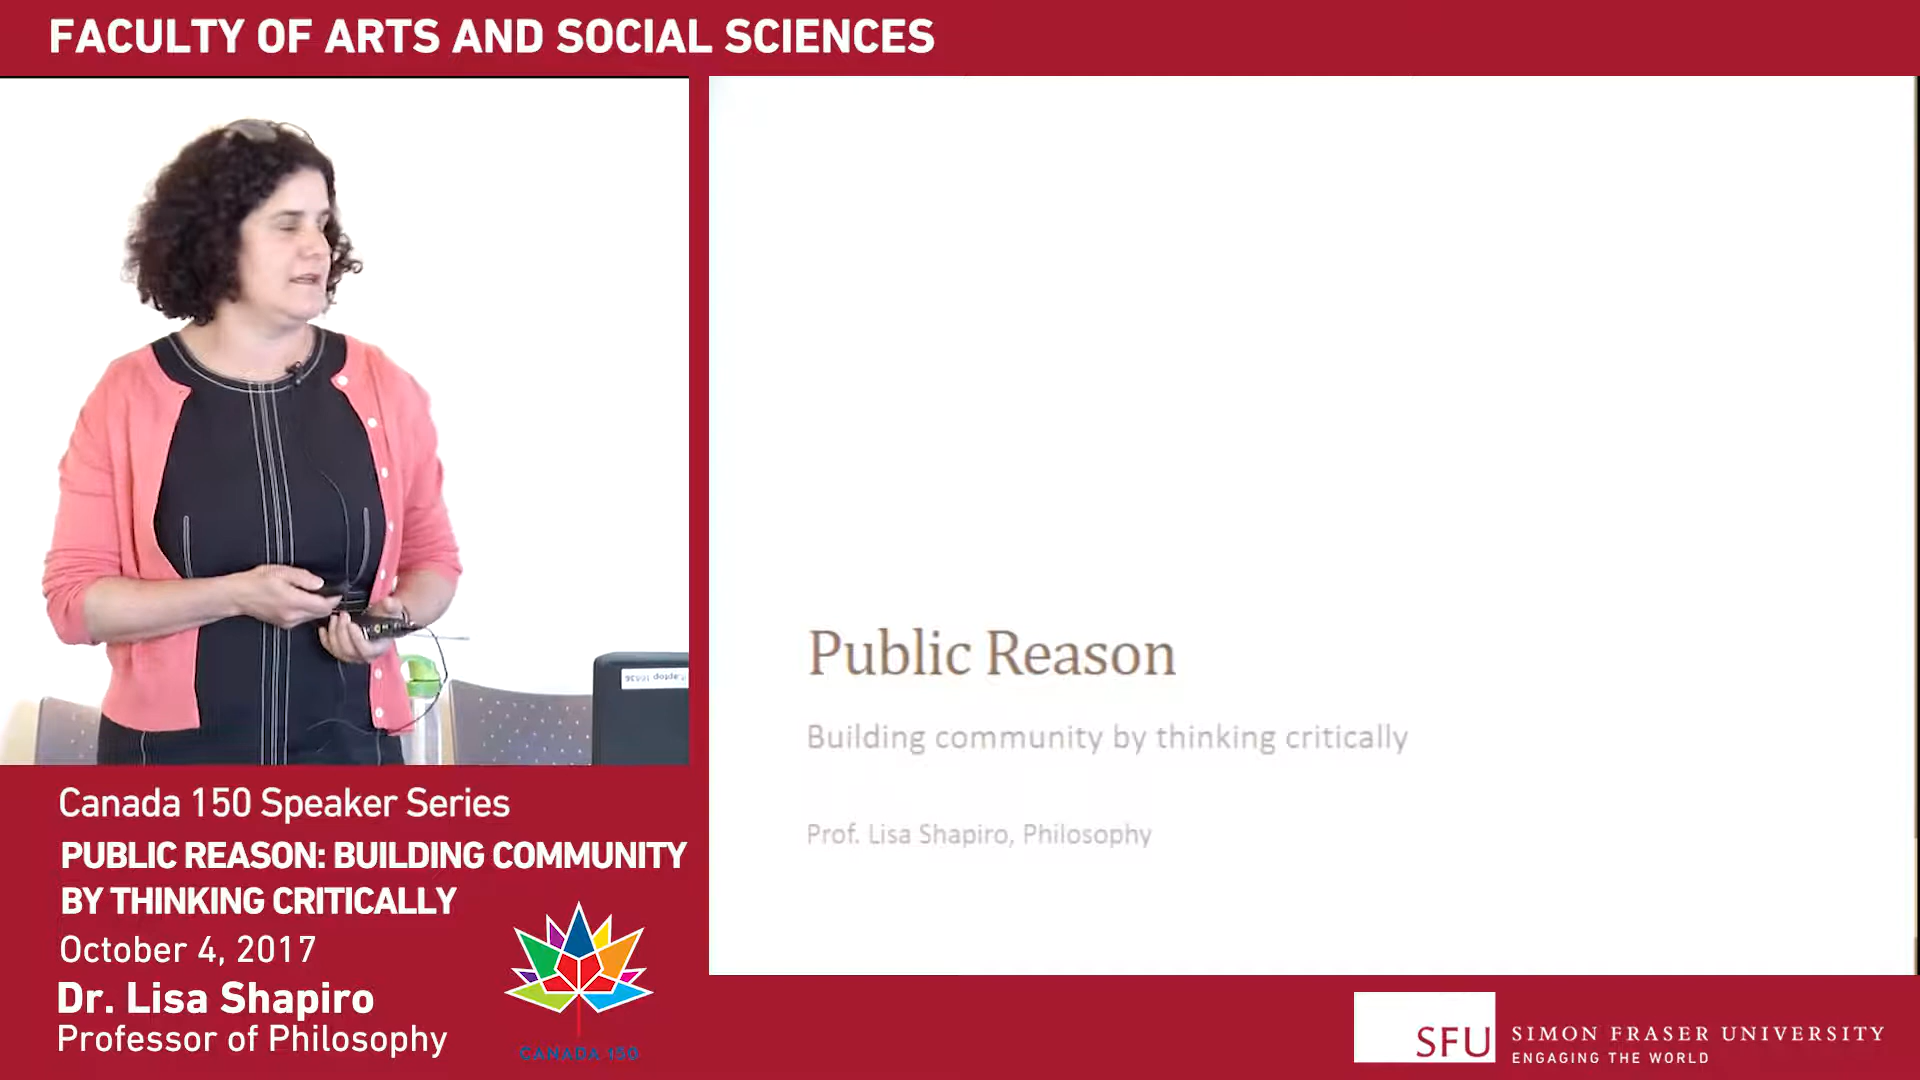 FACULTY OF ARTS AND SOCIAL SCIENCES
Public Reason
Building community by thinking critically
Prof. Lisa Shapiro, Philosophy
Canada 150 Speaker Series
PUBLIC REASON: BUILDING COMMUNITY
BY THINKING CRITICALLY
October 4, 2017
Dr. Lisa Shapiro
Professor of Philosophy
CANADA 150
SFU
SIMON FRASER UNIVERSITY
ENGAGING THE WORLD